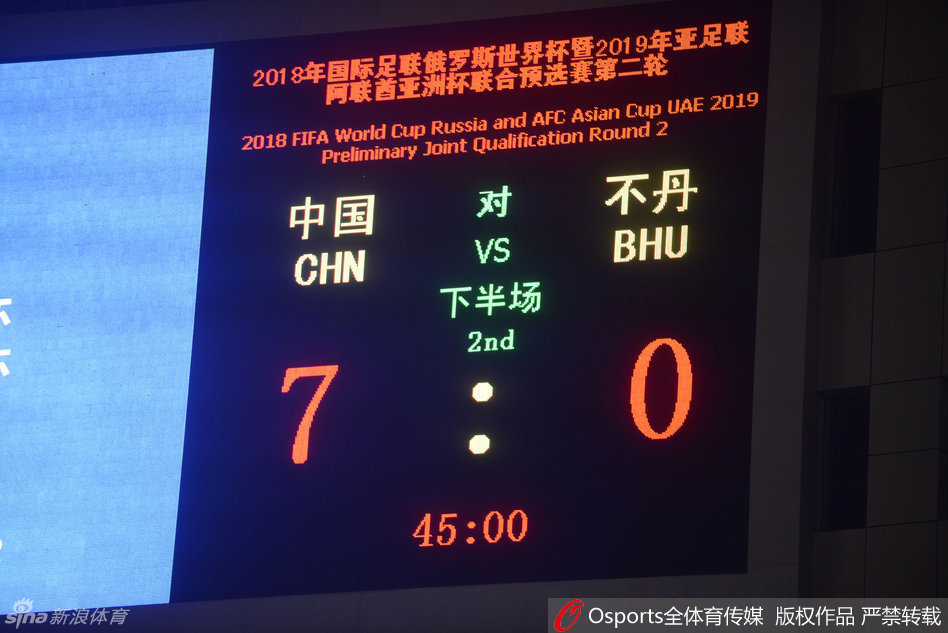 2018年国际足联俄罗斯世界杯暨2019年亚足联
阿联酋亚洲杯联合预选赛第二轮
2018 FIFA World Cup Russia and AFC Asian Cup UAE 2019
Preliminary Joint Qualification Round 2
中国 对 不丹
CHN VS BHU
下半场
2nd
7 : 0
45:00
sina新浪体育
Osports全体育传媒 版权作品 严禁转载